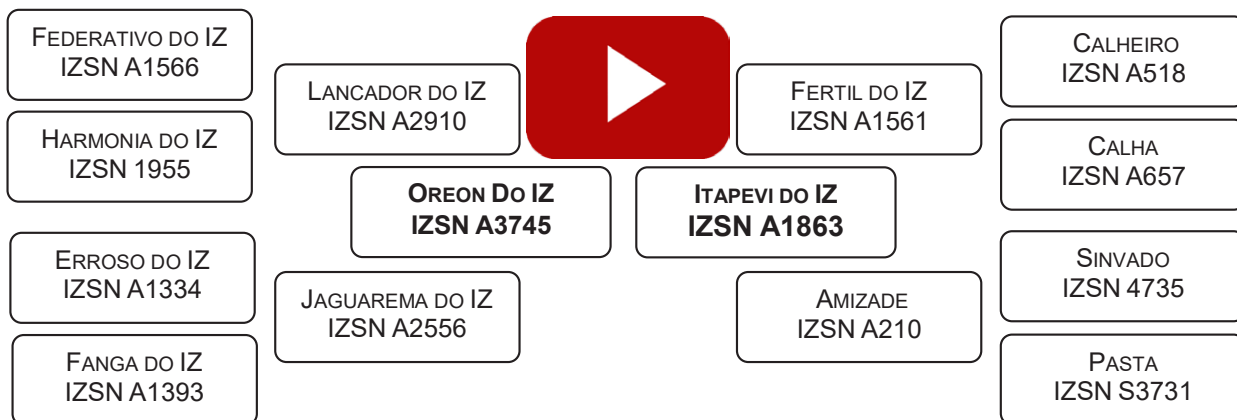 FEDERATIVO DO IZ
IZSN A1566
HARMONIA DO IZ
IZSN 1955
ERROSO DO IZ
IZSN A1334
FANGA DO IZ
IZSN A1393
LANCADOR DO IZ
IZSN A2910
JAGUAREMA DO IZ
IZSN A2556
OREON DO IZ
IZSN A3745
ITAPEVI DO IZ
IZSN A1863
FERTIL DO IZ
IZSN A1561
AMIZADE
IZSN A210
CALHEIRO
IZSN A518
CALHA
IZSN A657
SINVADO
IZSN 4735
PASTA
IZSN S3731